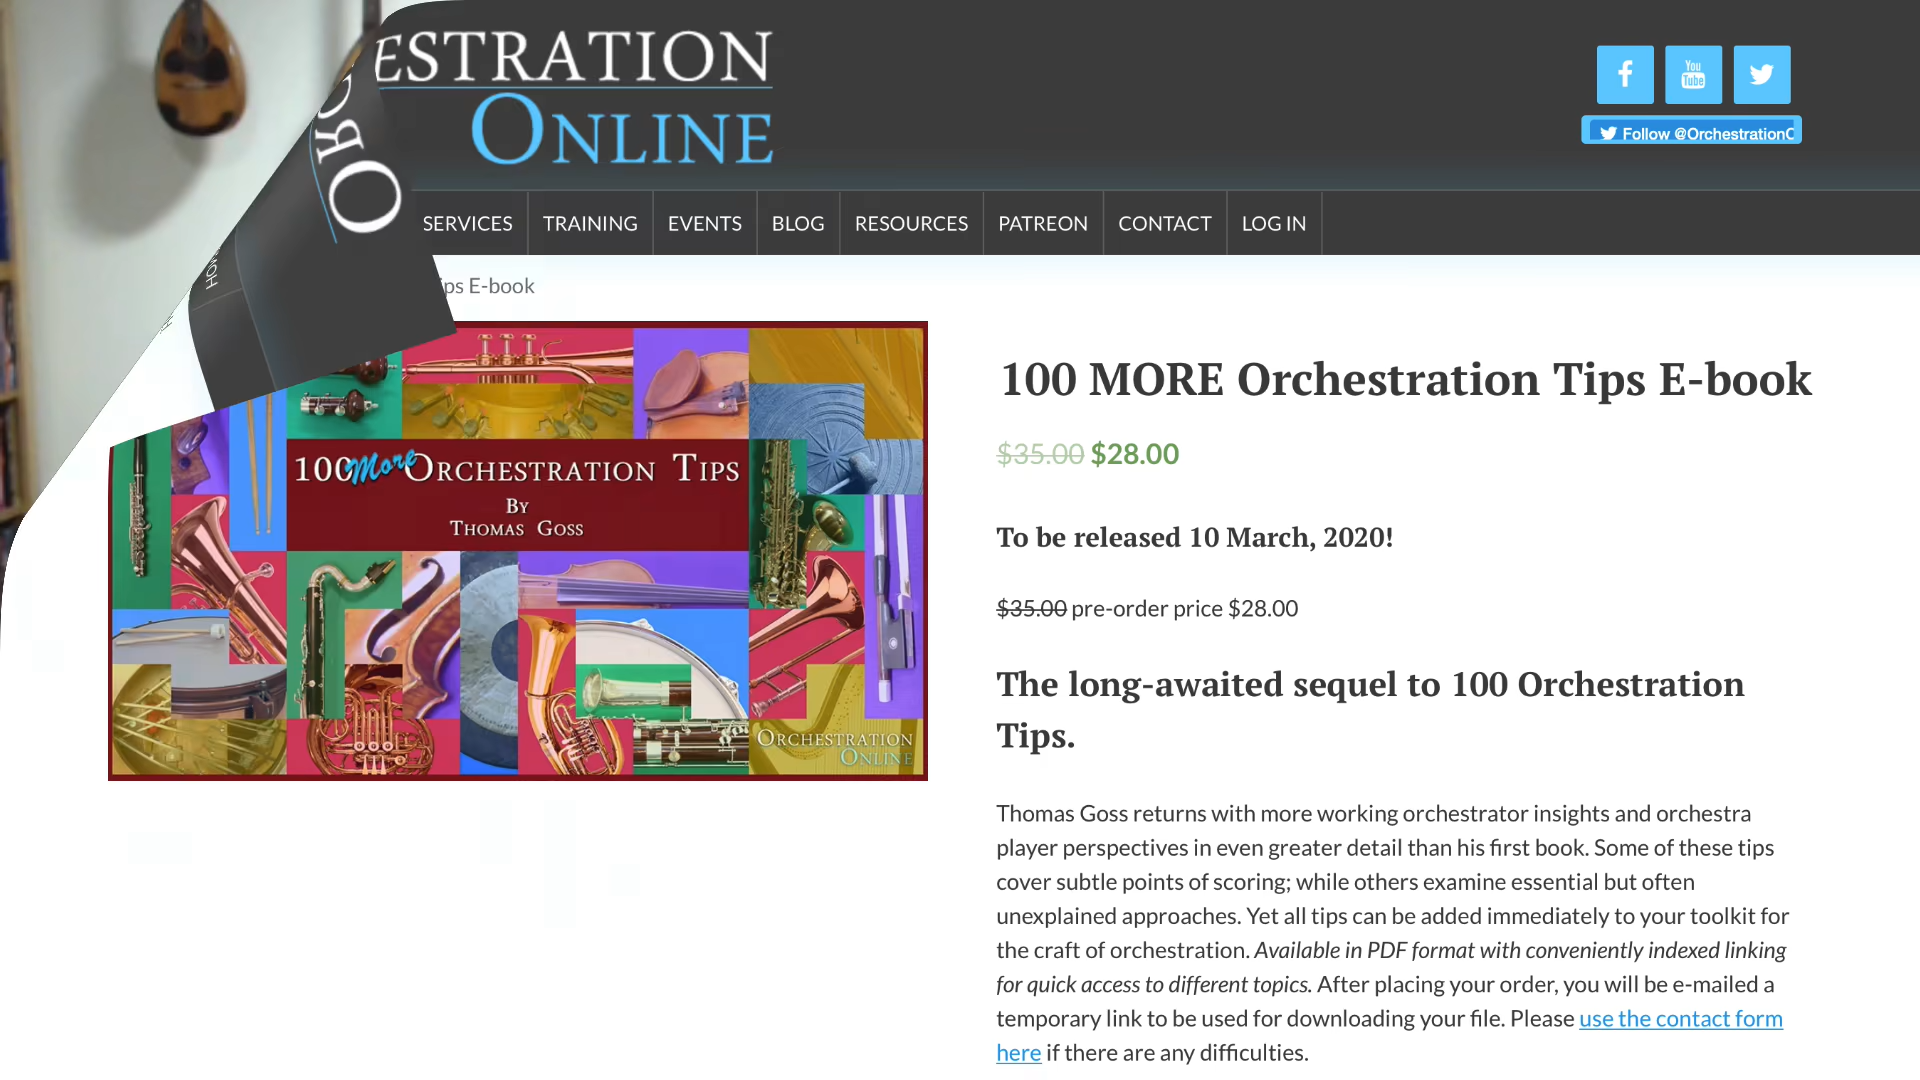 ORCHESTRATION
ONLINE
Follow @OrchestrationO
SERVICES
TRAINING
EVENTS
BLOG
RESOURCES
PATREON
CONTACT
LOG IN
Tips E-book
100 More ORCHESTRATION TIPS
BY
THOMAS GOSS
ORCHESTRATION
ONLINE
100 MORE Orchestration Tips E-book
$35.00 $28.00
To be released 10 March, 2020!
$35.00 pre-order price $28.00
The long-awaited sequel to 100 Orchestration
Tips.
Thomas Goss returns with more working orchestrator insights and orchestra
player perspectives in even greater detail than his first book. Some of these tips
cover subtle points of scoring; while others examine essential but often
unexplained approaches. Yet all tips can be added immediately to your toolkit for
the craft of orchestration. Available in PDF format with conveniently indexed linking
for quick access to different topics. After placing your order, you will be e-mailed a
temporary link to be used for downloading your file. Please use the contact form
here if there are any difficulties.